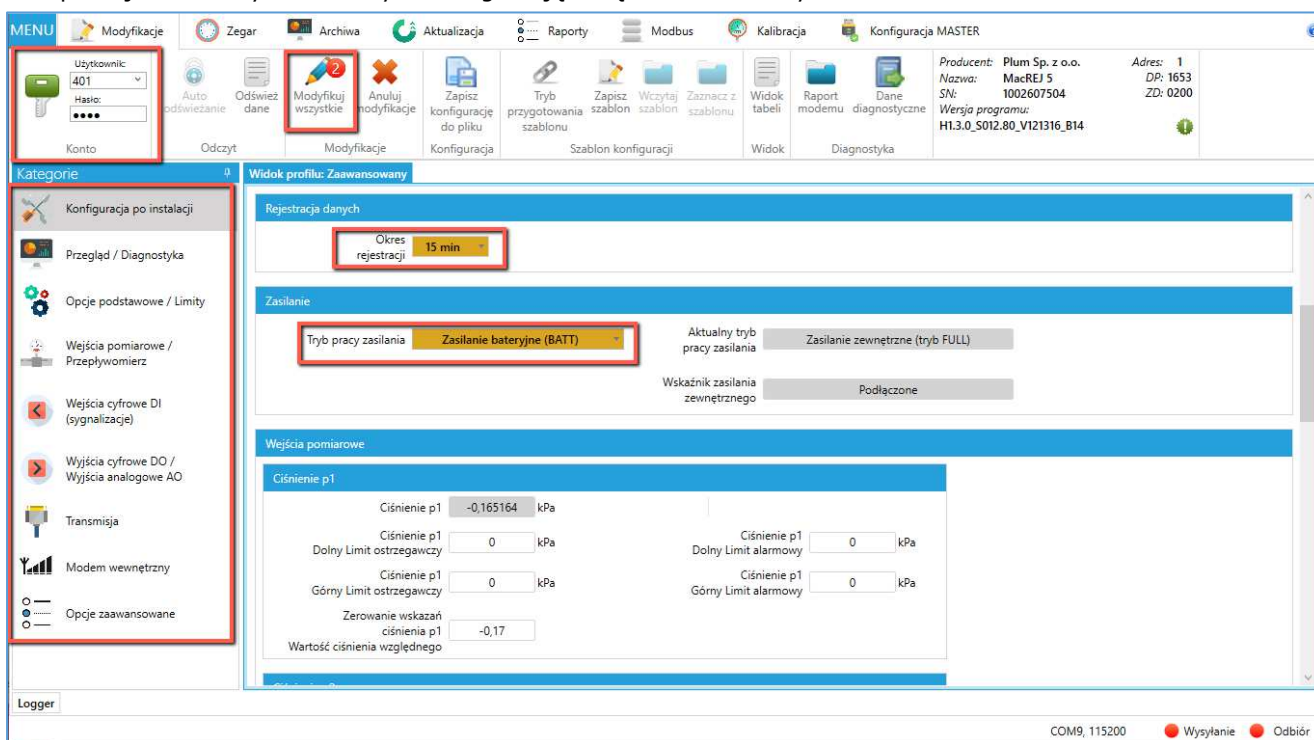 MENU Modyfikacje Zegar Archiwa Aktualizacja Raporty Modbus Kalibracja Konfiguracja MASTER
Użytkownik:
401
Hasło:
••••
Konto
Auto odświeżanie
Odśwież dane
Odczyt
2
Modyfikuj wszystkie
Anuluj modyfikacje
Modyfikacje
Zapisz konfigurację do pliku
Konfiguracja
Tryb przygotowania szablonu
Zapisz szablon
Wczytaj szablon
Zaznacz z szablonu
Szablon konfiguracji
Widok tabeli
Widok
Raport modemu
Dane diagnostyczne
Diagnostyka
Producent: Plum Sp. z o.o.
Nazwa: MacREJ 5
SN: 1002607504
Wersja programu:
H1.3.0_S012.80_V121316_B14
Adres: 1
DP: 1653
ZD: 0200
Kategorie
Konfiguracja po instalacji
Przegląd / Diagnostyka
Opcje podstawowe / Limity
Wejścia pomiarowe /
Przepływomierz
Wejścia cyfrowe DI
(sygnalizacje)
Wyjścia cyfrowe DO /
Wyjścia analogowe AO
Transmisja
Modem wewnętrzny
Opcje zaawansowane
Widok profilu: Zaawansowany
Rejestracja danych
Okres
rejestracji 15 min
Zasilanie
Tryb pracy zasilania Zasilanie bateryjne (BATT)
Aktualny tryb
pracy zasilania Zasilanie zewnętrzne (tryb FULL)
Wskaźnik zasilania
zewnętrznego Podłączone
Wejścia pomiarowe
Ciśnienie p1
Ciśnienie p1 -0,165164 kPa
Ciśnienie p1
Dolny Limit ostrzegawczy 0 kPa
Ciśnienie p1
Dolny Limit alarmowy 0 kPa
Ciśnienie p1
Górny Limit ostrzegawczy 0 kPa
Ciśnienie p1
Górny Limit alarmowy 0 kPa
Zerowanie wskazań
ciśnienia p1
Wartość ciśnienia względnego -0,17
Logger
COM9, 115200 Wysyłanie Odbiór